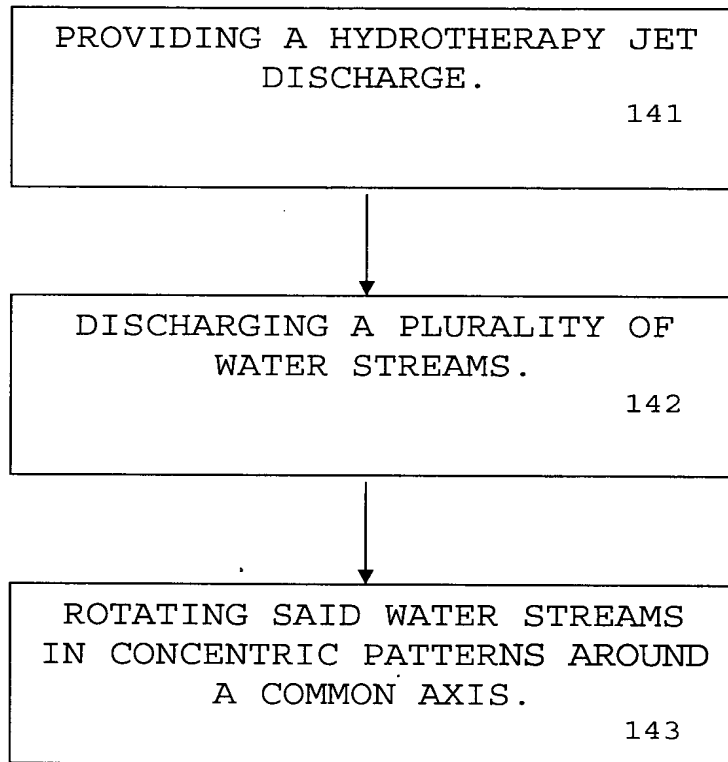 PROVIDING A HYDROTHERAPY JET
DISCHARGE.
141
DISCHARGING A PLURALITY OF
WATER STREAMS.
142
ROTATING SAID WATER STREAMS
IN CONCENTRIC PATTERNS AROUND
A COMMON AXIS.
143